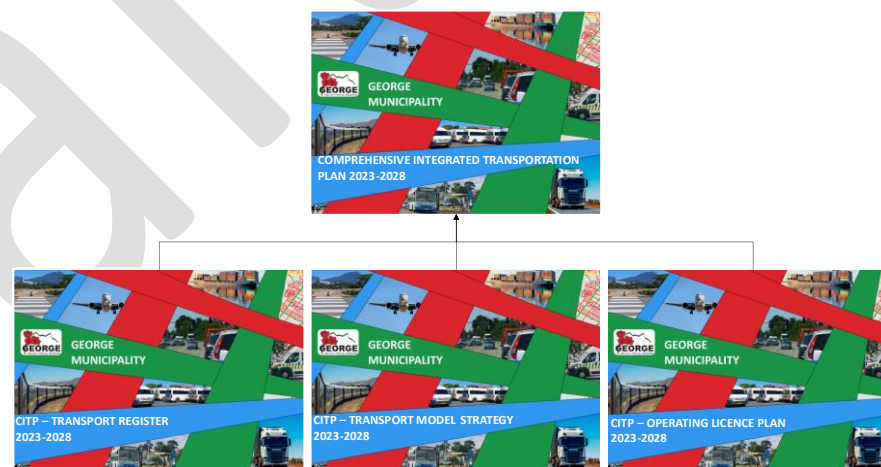 GEORGE
GEORGE
MUNICIPALITY
COMPREHENSIVE INTEGRATED TRANSPORTATION
PLAN 2023-2028
GEORGE
GEORGE
MUNICIPALITY
CITP – TRANSPORT REGISTER
2023-2028
GEORGE
GEORGE
MUNICIPALITY
CITP – TRANSPORT MODEL STRATEGY
2023-2028
GEORGE
GEORGE
MUNICIPALITY
CITP – OPERATING LICENCE PLAN
2023-2028